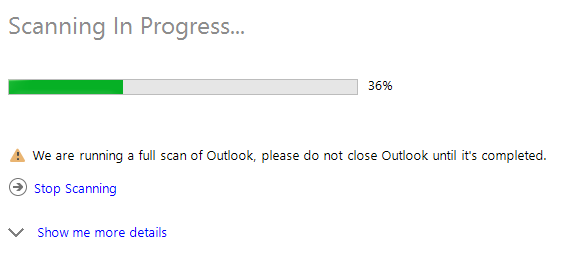 Scanning In Progress...
36%
We are running a full scan of Outlook, please do not close Outlook until it's completed.
Stop Scanning
Show me more details